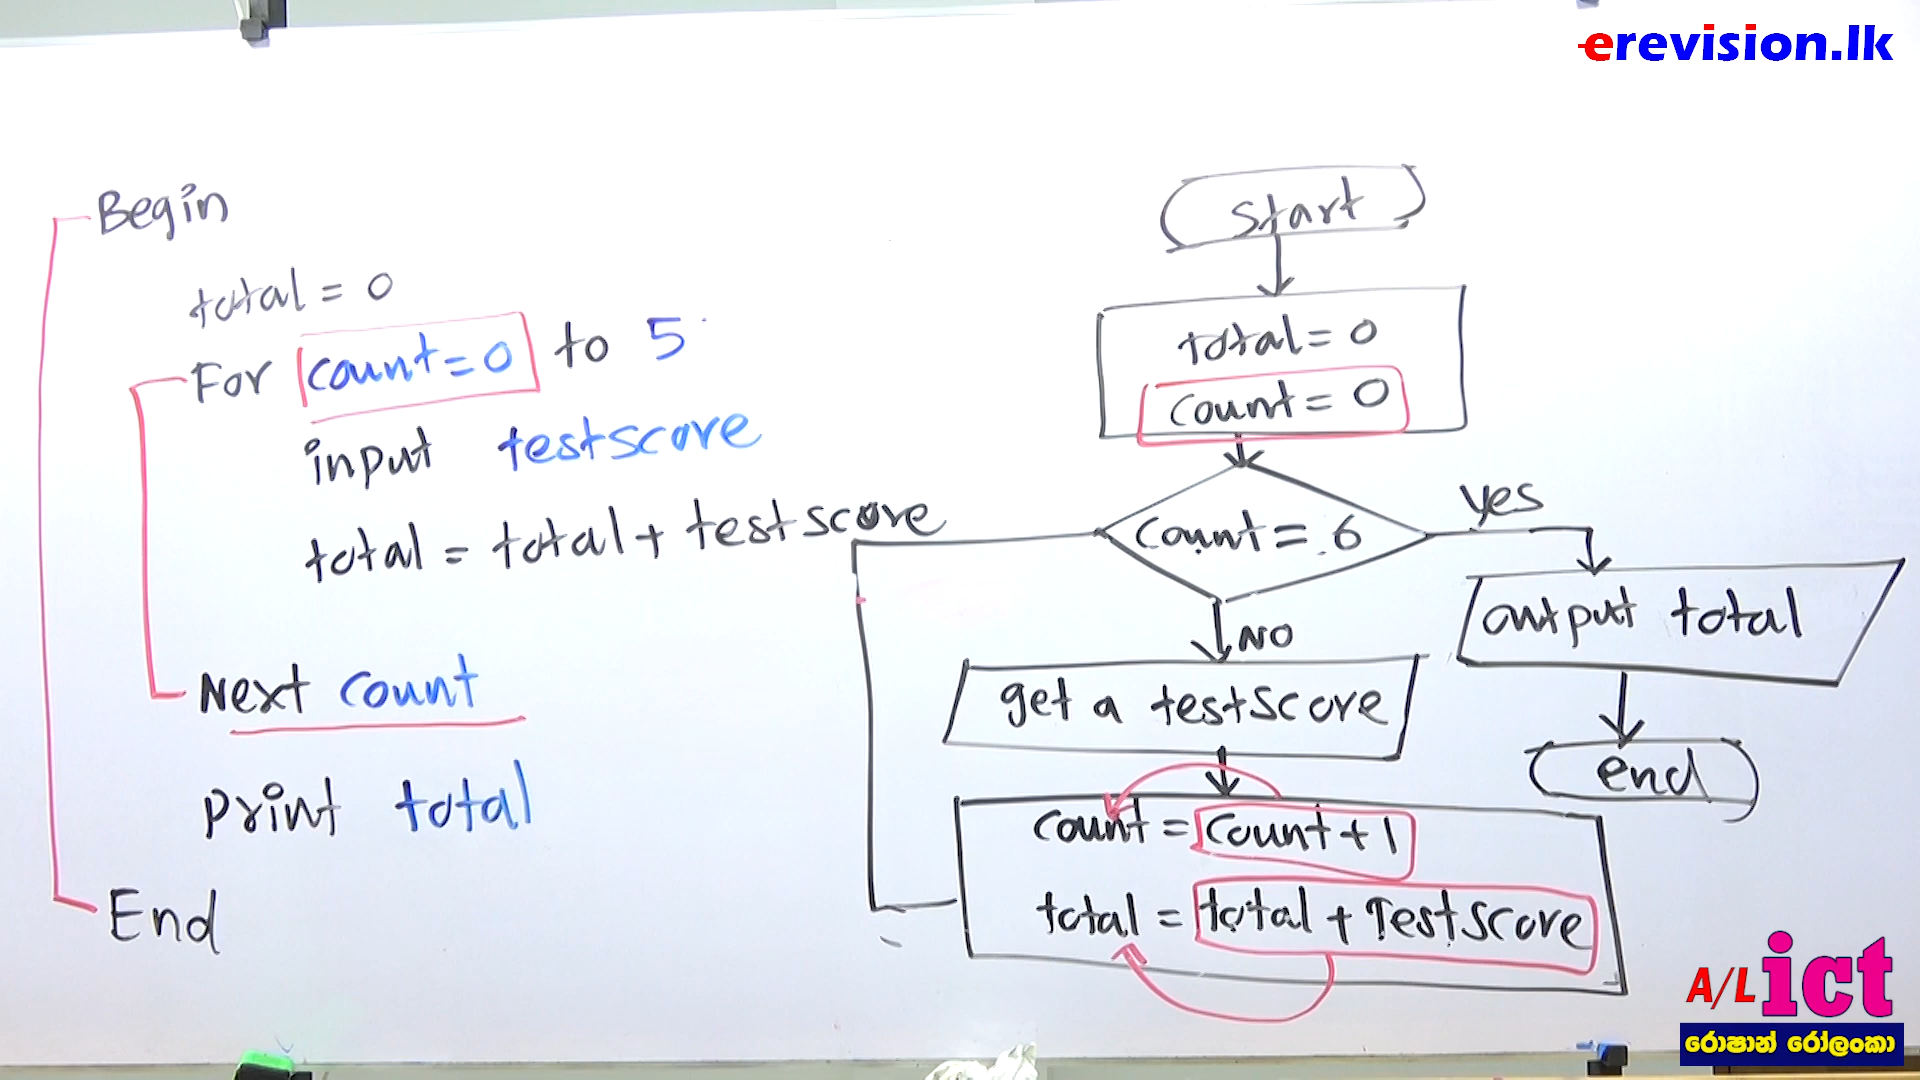 erevision.lk
Begin
total = 0
For count=0 to 5
input testscore
total = total + testscore
Next count
print total
End
Start
total = 0
count = 0
count = 6
yes
NO
output total
get a testscore
end
count = count + 1
total = total + Testscore
A/L ict
රොෂාන් රෝලංකා